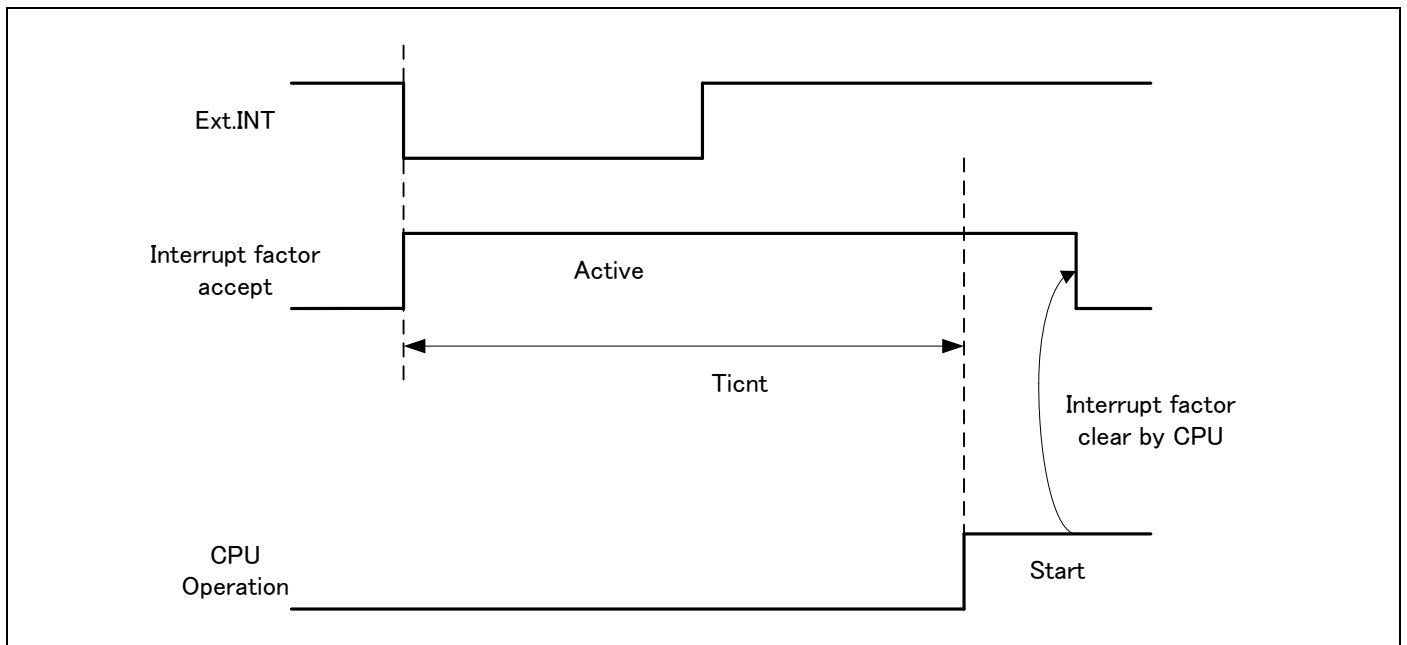 Ext.INT
Interrupt factor
accept
Active
Ticnt
Interrupt factor
clear by CPU
CPU
Operation
Start